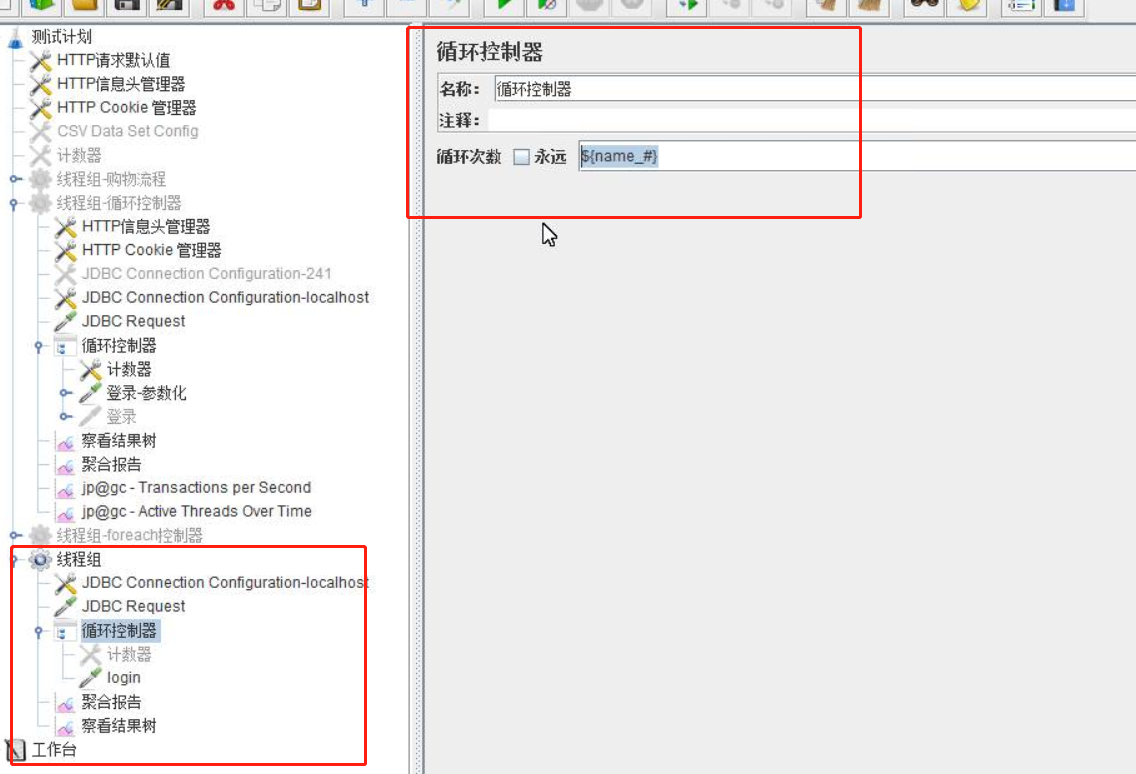 测试计划
HTTP请求默认值
HTTP信息头管理器
HTTP Cookie 管理器
CSV Data Set Config
计数器
线程组-购物流程
线程组-循环控制器
HTTP信息头管理器
HTTP Cookie 管理器
JDBC Connection Configuration-241
JDBC Connection Configuration-localhost
JDBC Request
循环控制器
计数器
登录-参数化
登录
察看结果树
聚合报告
jp@gc - Transactions per Second
jp@gc - Active Threads Over Time
线程组-foreach控制器
线程组
JDBC Connection Configuration-localhost
JDBC Request
循环控制器
计数器
login
聚合报告
察看结果树
工作台
循环控制器
名称： 循环控制器
注释：
循环次数 永远 ${name_#}